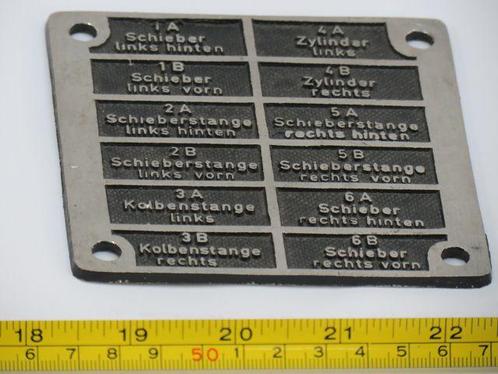 1 A
Schieber
links hinten
1 B
Schieber
links vorn
2 A
Schieberstange
links hinten
2 B
Schieberstange
links vorn
3 A
Kolbenstange
links
3 B
Kolbenstange
rechts
4 A
Zylinder
links
4 B
Zylinder
rechts
5 A
Schieberstange
rechts hinten
5 B
Schieberstange
rechts vorn
6 A
Schieber
rechts hinten
6 B
Schieber
rechts vorn
18 19 20 21 22
6 7 8 9 50 1 2 3 4 5 6 7